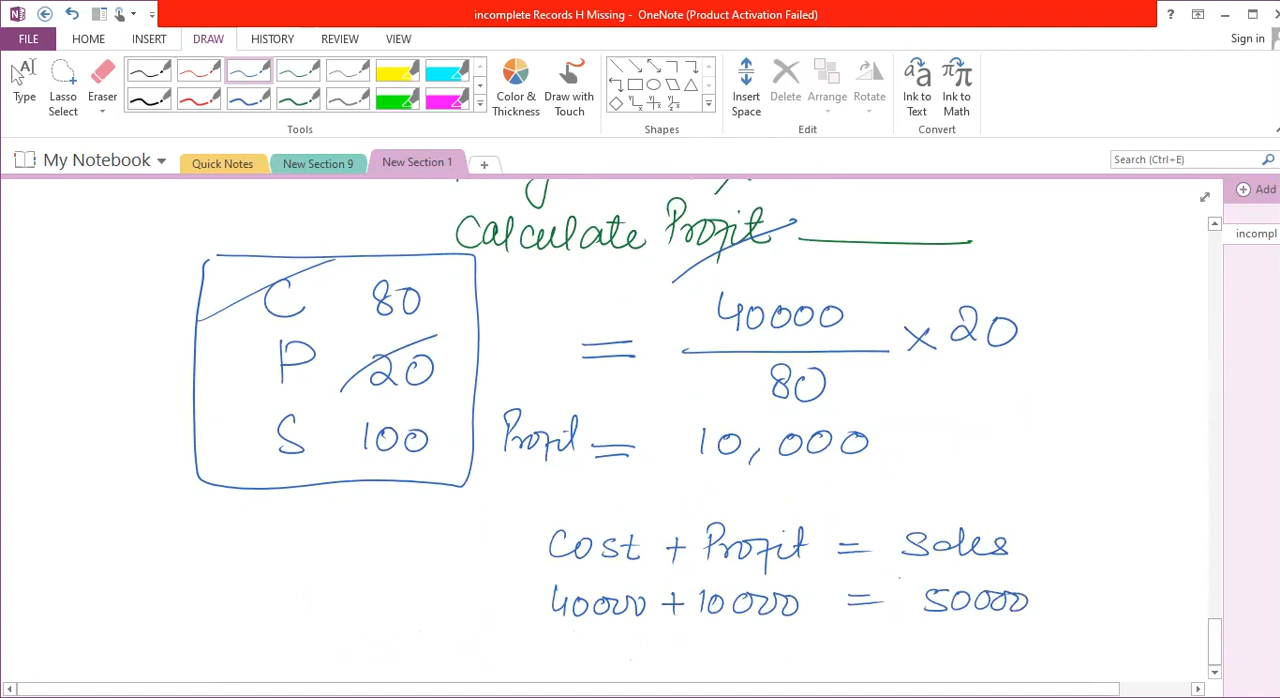 incomplete Records H Missing - OneNote (Product Activation Failed)
?
FILE HOME INSERT DRAW HISTORY REVIEW VIEW
Sign in
Type
Lasso Select
Eraser
Color & Thickness
Draw with Touch
Insert Space
Delete
Arrange
Rotate
Ink to Text
Ink to Math
Tools
Shapes
Edit
Convert
My Notebook
Quick Notes
New Section 9
New Section 1
Search (Ctrl+E)
Add
incompl
Calculate Profit
C 80
P 20
S 100
= 40000 / 80 × 20
Profit = 10,000
Cost + Profit = Sales
40000 + 10000 = 50000